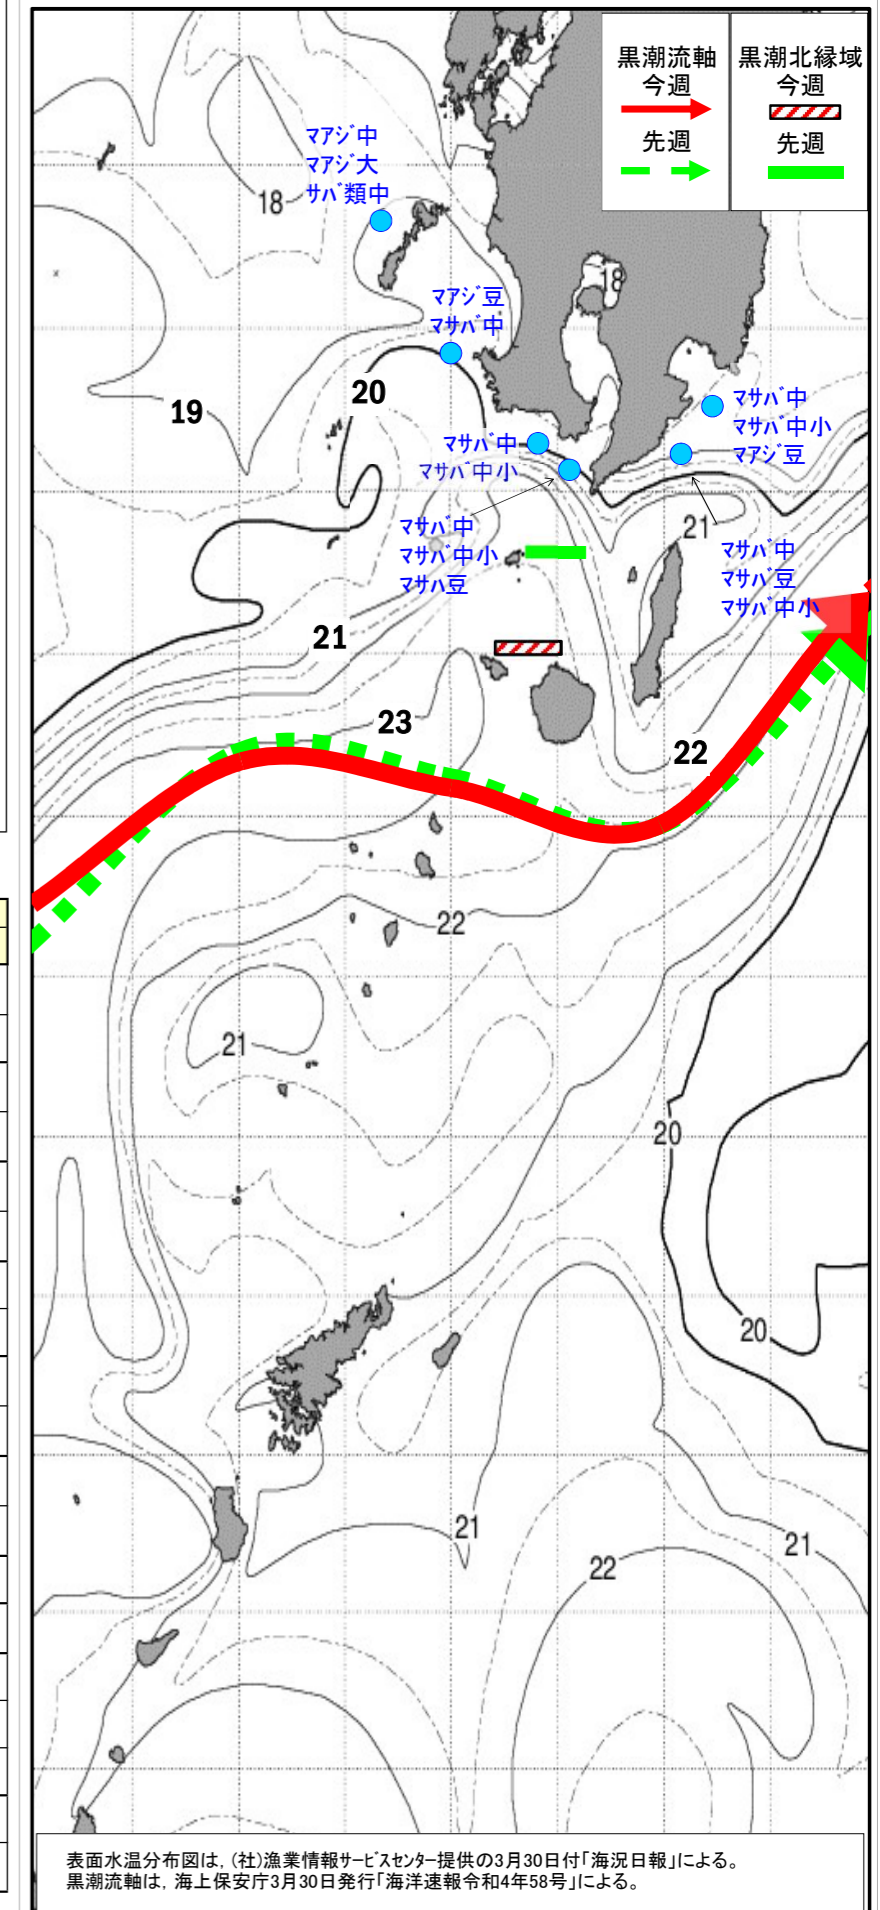 黒潮流軸
今週
先週
黒潮北縁域
今週
先週
マアジ中
マアジ大
サバ類中
18
18
マアジ豆
マサバ中
20
19
マサバ中
マサバ中小
マアジ豆
マサバ中
マサバ中小
マサバ中
マサバ中小
マサバ豆
21
マサバ中
マサバ豆
マサバ中小
21
23
22
22
21
20
20
21
21
22
表面水温分布図は，(社)漁業情報サービスセンター提供の3月30日付「海況日報」による。
黒潮流軸は，海上保安庁3月30日発行「海洋速報令和4年58号」による。